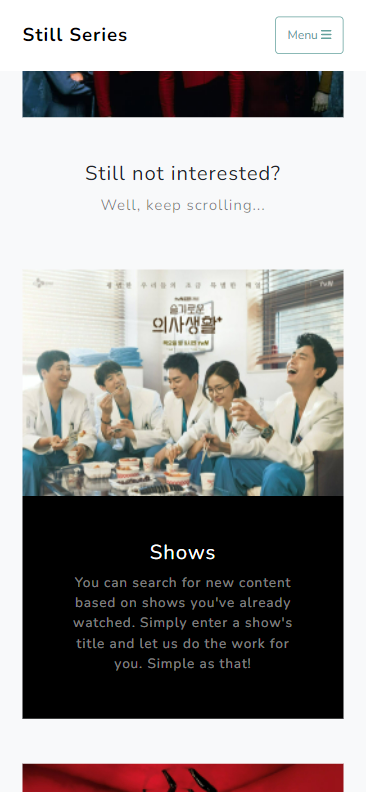 Still Series
Menu
Still not interested?
Well, keep scrolling...
tvN
슬기로운
의사생활
Shows
You can search for new content
based on shows you've already
watched. Simply enter a show's
title and let us do the work for
you. Simple as that!